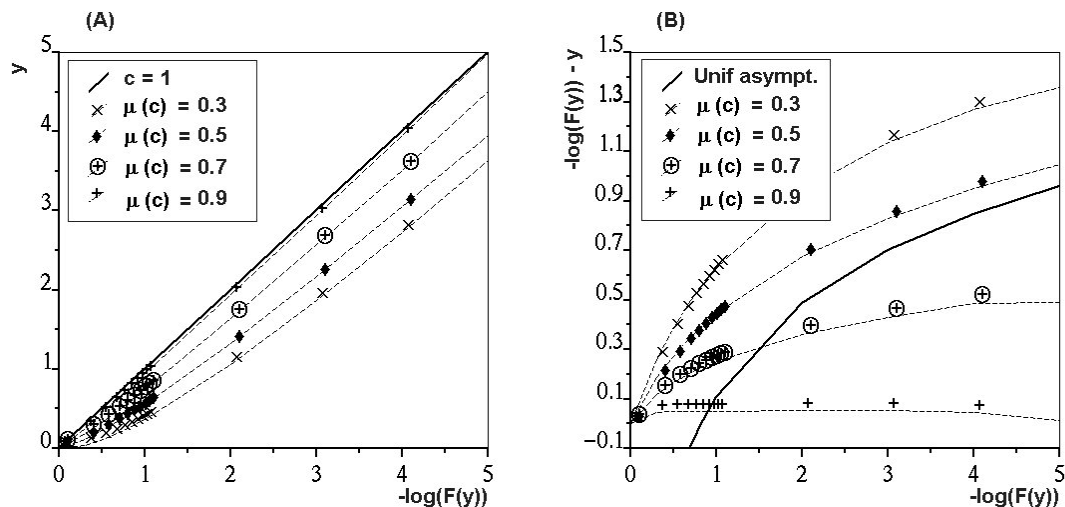 (A)
5
4
3
2
1
0
y
c = 1
μ (c) = 0.3
μ (c) = 0.5
μ (c) = 0.7
μ (c) = 0.9
0 1 2 3 4 5
-log(F(y))
(B)
-1.5
1.3
1.1
0.9
0.7
0.5
0.3
0.1
-0.1
-log(F(y)) - y
Unif asympt.
μ (c) = 0.3
μ (c) = 0.5
μ (c) = 0.7
μ (c) = 0.9
0 1 2 3 4 5
-log(F(y))